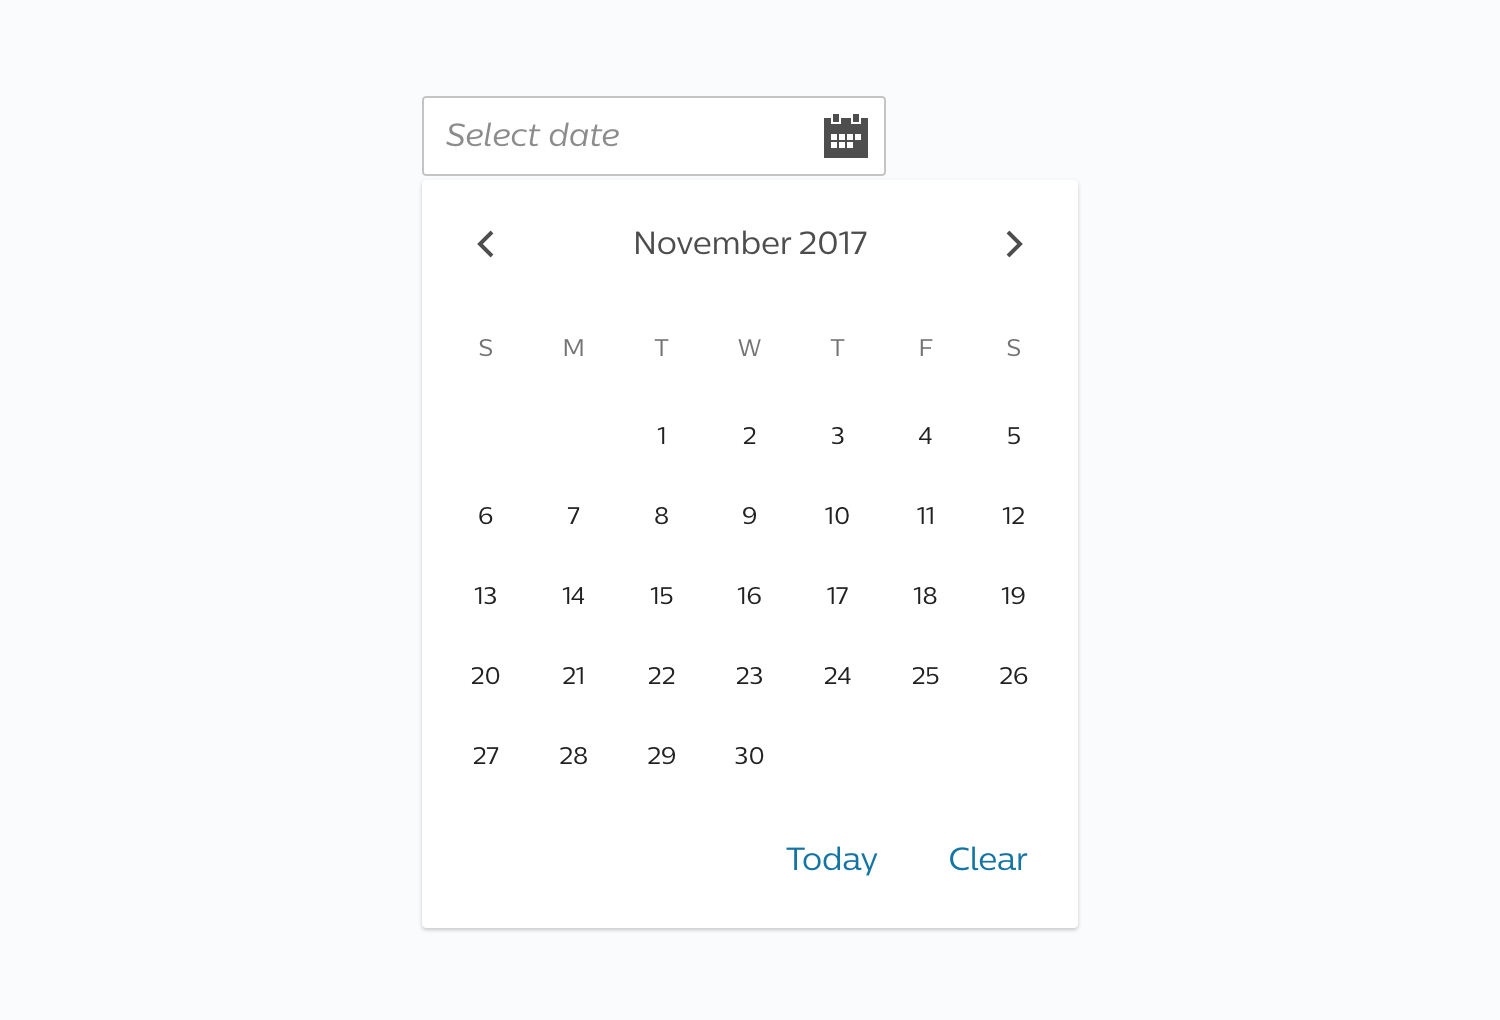 Select date
November 2017
S M T W T F S
1 2 3 4 5
6 7 8 9 10 11 12
13 14 15 16 17 18 19
20 21 22 23 24 25 26
27 28 29 30
Today Clear